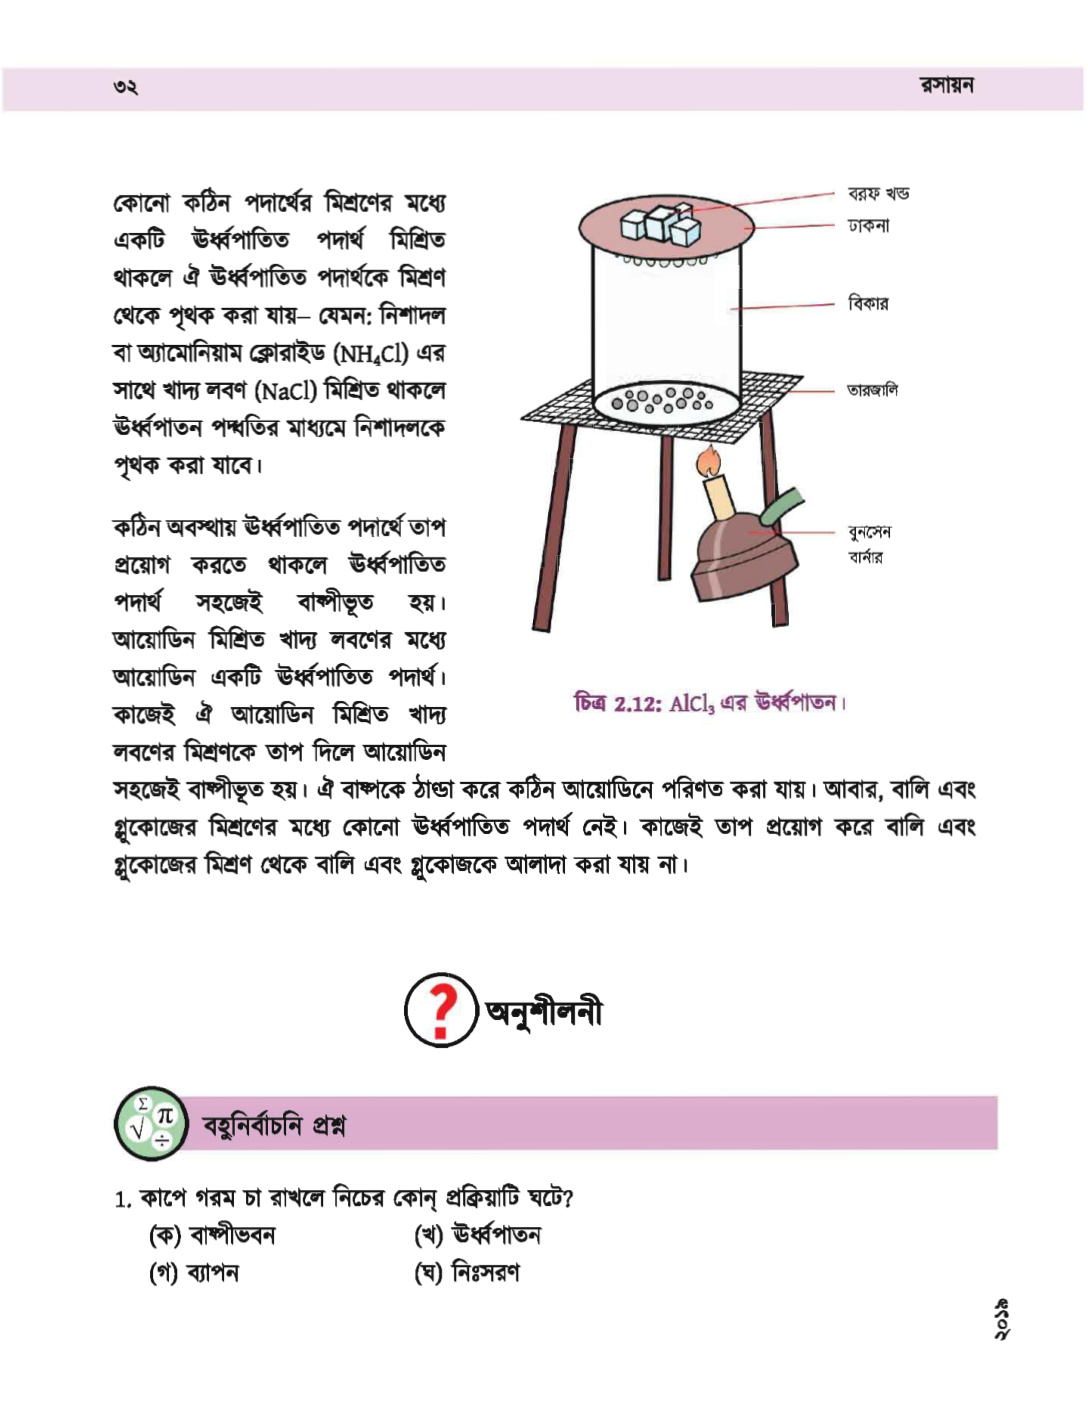 ৩২
রসায়ন
কোনো কঠিন পদার্থের মিশ্রণের মধ্যে
একটি ঊর্ধ্বপাতিত পদার্থ মিশ্রিত
থাকলে ঐ ঊর্ধ্বপাতিত পদার্থকে মিশ্রণ
থেকে পৃথক করা যায়– যেমন: নিশাদল
বা অ্যামোনিয়াম ক্লোরাইড (NH₄Cl) এর
সাথে খাদ্য লবণ (NaCl) মিশ্রিত থাকলে
ঊর্ধ্বপাতন পদ্ধতির মাধ্যমে নিশাদলকে
পৃথক করা যাবে।
বরফ খন্ড
ঢাকনা
বিকার
তারজালি
বুনসেন
বার্নার
চিত্র 2.12: AlCl₃ এর ঊর্ধ্বপাতন।
কঠিন অবস্থায় ঊর্ধ্বপাতিত পদার্থে তাপ
প্রয়োগ করতে থাকলে ঊর্ধ্বপাতিত
পদার্থ সহজেই বাষ্পীভূত হয়।
আয়োডিন মিশ্রিত খাদ্য লবণের মধ্যে
আয়োডিন একটি ঊর্ধ্বপাতিত পদার্থ।
কাজেই ঐ আয়োডিন মিশ্রিত খাদ্য
লবণের মিশ্রণকে তাপ দিলে আয়োডিন
সহজেই বাষ্পীভূত হয়। ঐ বাষ্পকে ঠাণ্ডা করে কঠিন আয়োডিনে পরিণত করা যায়। আবার, বালি এবং
গ্লুকোজের মিশ্রণের মধ্যে কোনো ঊর্ধ্বপাতিত পদার্থ নেই। কাজেই তাপ প্রয়োগ করে বালি এবং
গ্লুকোজের মিশ্রণ থেকে বালি এবং গ্লুকোজকে আলাদা করা যায় না।
? অনুশীলনী
Σ π √ ÷
বহুনির্বাচনি প্রশ্ন
1. কাপে গরম চা রাখলে নিচের কোন্ প্রক্রিয়াটি ঘটে?
(ক) বাষ্পীভবন (খ) ঊর্ধ্বপাতন
(গ) ব্যাপন (ঘ) নিঃসরণ
২০১৯